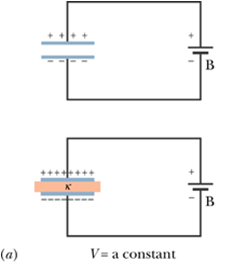 + + + +
+
− − − −
−
B
+++++++
+
κ
−
B
−−−−−−−
(a) V = a constant